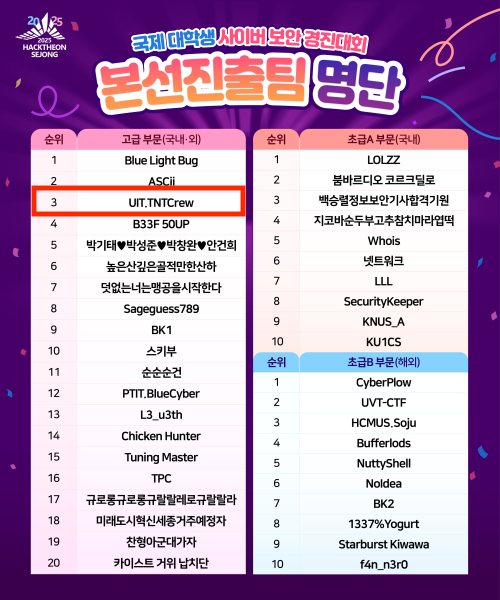 2025
2025
HACKTHEON
SEJONG
국제 대학생 사이버 보안 경진대회
본선진출팀 명단
순위 고급 부문(국내·외)
1 Blue Light Bug
2 ASCii
3 UIT.TNTCrew
4 B33F 50UP
5 박기태♥박성준♥박창완♥안건희
6 높은산깊은골적만한산하
7 덧없는너는맹공을시작한다
8 Sageguess789
9 BK1
10 스키부
11 순순순건
12 PTIT.BlueCyber
13 L3_u3th
14 Chicken Hunter
15 Tuning Master
16 TPC
17 규로롱규로롱규랄랄레로규랄랄라
18 미래도시혁신세종거주예정자
19 찬형아군대가자
20 카이스트 거위 납치단
순위 초급A 부문(국내)
1 LOLZZ
2 봄바르디오 코르크딜로
3 백승렬정보보안기사합격기원
4 지코바순두부고추참치마라엽떡
5 Whois
6 넷트워크
7 LLL
8 SecurityKeeper
9 KNUS_A
10 KU1CS
순위 초급B 부문(해외)
1 CyberPlow
2 UVT-CTF
3 HCMUS.Soju
4 Bufferlods
5 NuttyShell
6 NoIdea
7 BK2
8 1337%Yogurt
9 Starburst Kiwawa
10 f4n_n3r0